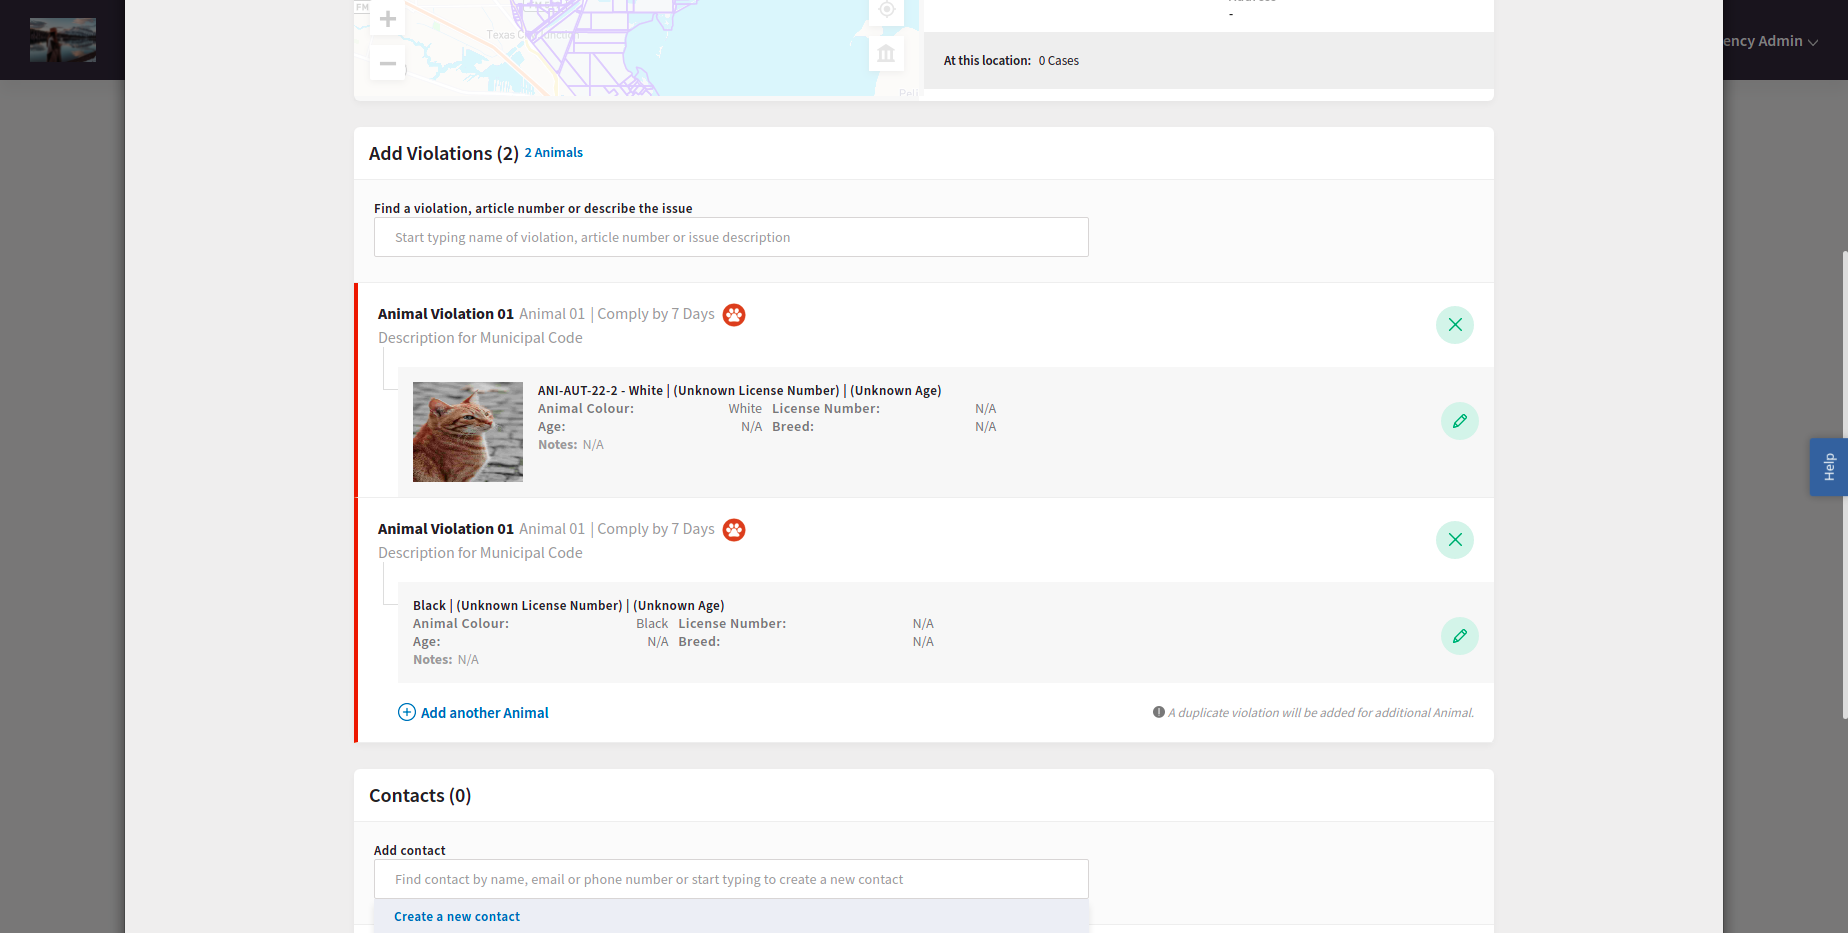 FM
Texas City Junction
-
ency Admin
At this location: 0 Cases
Add Violations (2) 2 Animals
Find a violation, article number or describe the issue
Start typing name of violation, article number or issue description
Animal Violation 01 Animal 01 | Comply by 7 Days
Description for Municipal Code
ANI-AUT-22-2 - White | (Unknown License Number) | (Unknown Age)
Animal Colour: White License Number: N/A
Age: N/A Breed: N/A
Notes: N/A
Help
Animal Violation 01 Animal 01 | Comply by 7 Days
Description for Municipal Code
Black | (Unknown License Number) | (Unknown Age)
Animal Colour: Black License Number: N/A
Age: N/A Breed: N/A
Notes: N/A
Add another Animal
A duplicate violation will be added for additional Animal.
Contacts (0)
Add contact
Find contact by name, email or phone number or start typing to create a new contact
Create a new contact